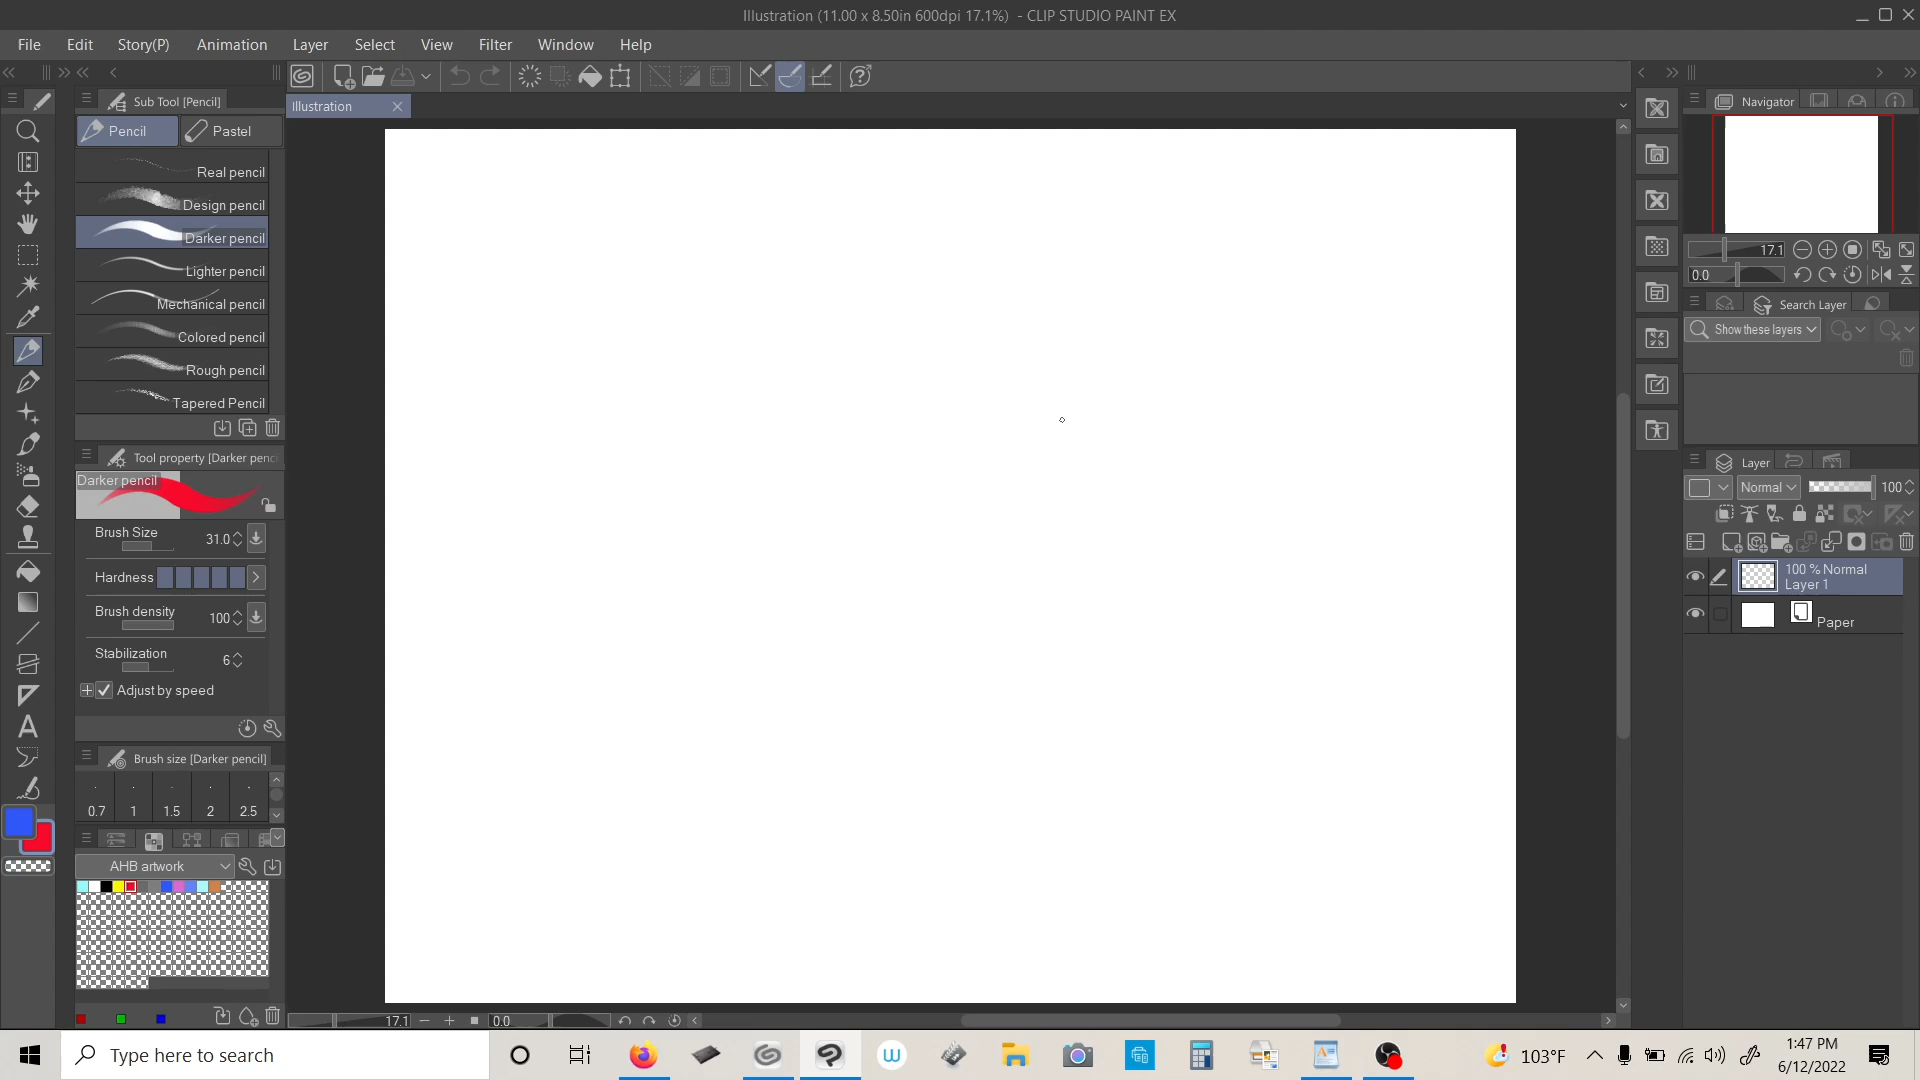 Illustration (11.00 x 8.50in 600dpi 17.1%) - CLIP STUDIO PAINT EX
File Edit Story(P) Animation Layer Select View Filter Window Help
Sub Tool [Pencil]
Pencil Pastel
Real pencil
Design pencil
Darker pencil
Lighter pencil
Mechanical pencil
Colored pencil
Rough pencil
Tapered Pencil
Tool property [Darker penc
Darker pencil
Brush Size 31.0
Hardness
Brush density 100
Stabilization 6
Adjust by speed
Brush size [Darker pencil]
0.7 1 1.5 2 2.5
AHB artwork
Illustration
17.1 0.0
Navigator
17.1
0.0
Search Layer
Show these layers
Layer
Normal 100
100 % Normal
Layer 1
Paper
Type here to search
103°F
1:47 PM
6/12/2022